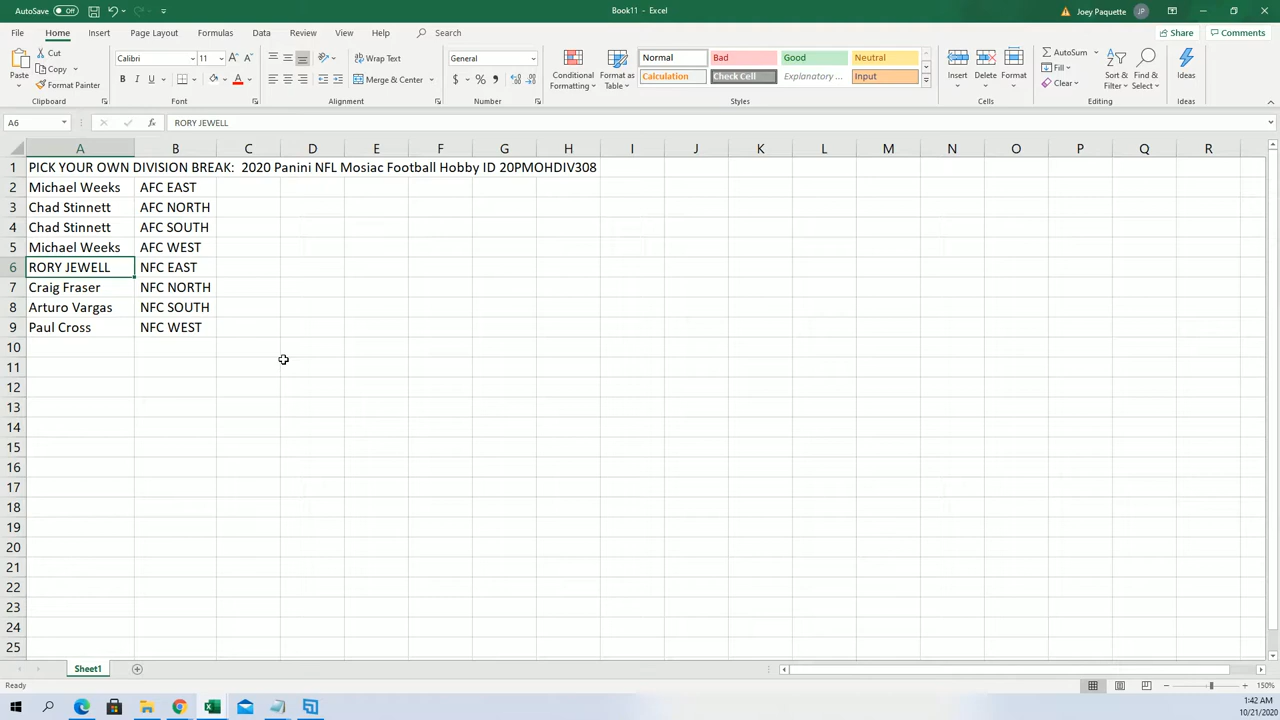 AutoSave Off Book11 - Excel Joey Paquette JP
File Home Insert Page Layout Formulas Data Review View Help Search Share Comments
Paste Cut Copy Format Painter Clipboard
Calibri 11 B I U Font
Wrap Text Merge & Center Alignment
General $ % Number
Conditional Formatting Format as Table
Normal Bad Good Neutral
Calculation Check Cell Explanatory ... Input
Styles
Insert Delete Format Cells
AutoSum Fill Clear Sort & Filter Find & Select Editing
Ideas Ideas
A6 fx RORY JEWELL
A B C D E F G H I J K L M N O P Q R
1 PICK YOUR OWN DIVISION BREAK: 2020 Panini NFL Mosiac Football Hobby ID 20PMOHDIV308
2 Michael Weeks AFC EAST
3 Chad Stinnett AFC NORTH
4 Chad Stinnett AFC SOUTH
5 Michael Weeks AFC WEST
6 RORY JEWELL NFC EAST
7 Craig Fraser NFC NORTH
8 Arturo Vargas NFC SOUTH
9 Paul Cross NFC WEST
10
11
12
13
14
15
16
17
18
19
20
21
22
23
24
25
Sheet1
Ready 150%
1:42 AM
10/21/2020